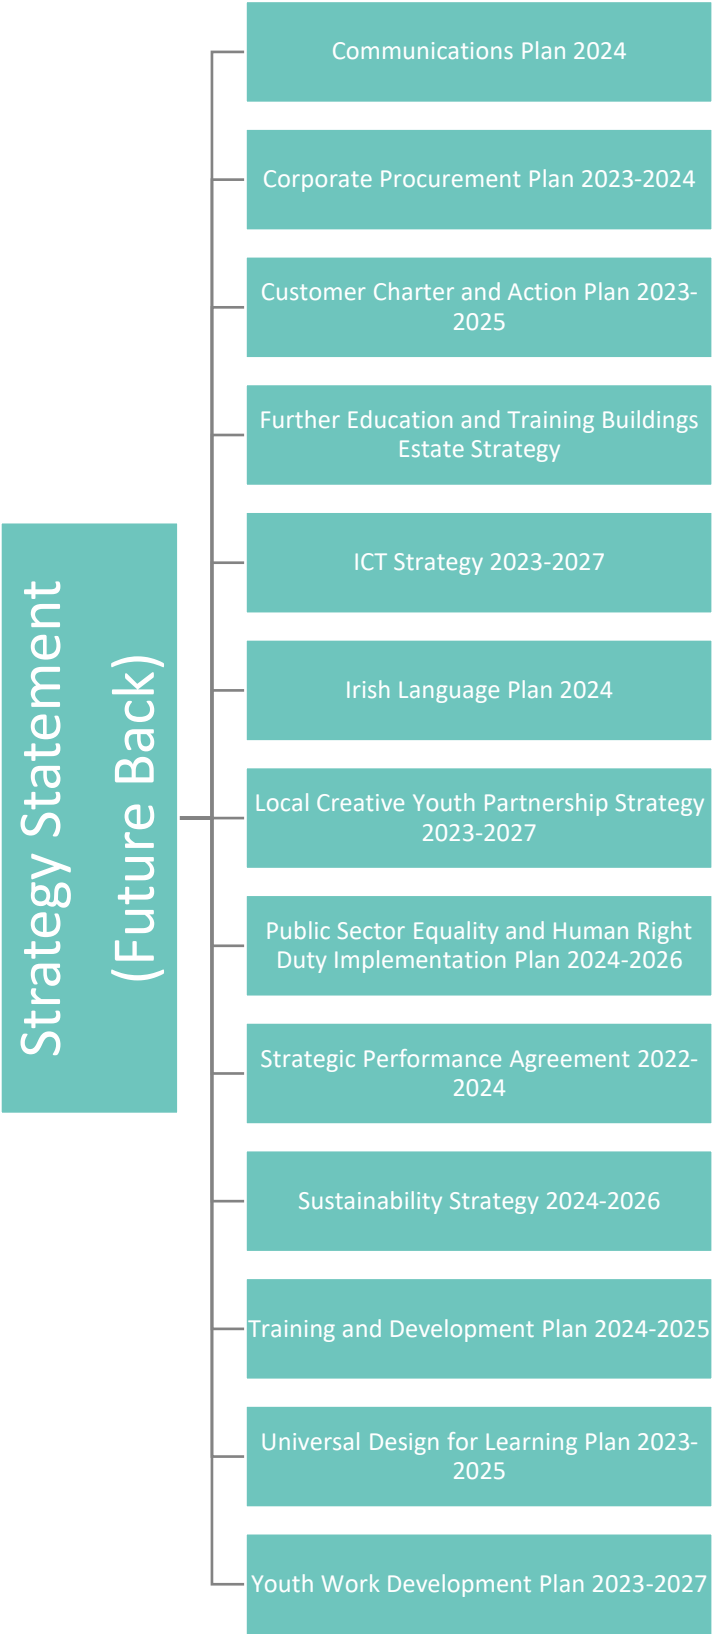 Strategy Statement
(Future Back)
Communications Plan 2024
Corporate Procurement Plan 2023-2024
Customer Charter and Action Plan 2023-
2025
Further Education and Training Buildings
Estate Strategy
ICT Strategy 2023-2027
Irish Language Plan 2024
Local Creative Youth Partnership Strategy
2023-2027
Public Sector Equality and Human Right
Duty Implementation Plan 2024-2026
Strategic Performance Agreement 2022-
2024
Sustainability Strategy 2024-2026
Training and Development Plan 2024-2025
Universal Design for Learning Plan 2023-
2025
Youth Work Development Plan 2023-2027